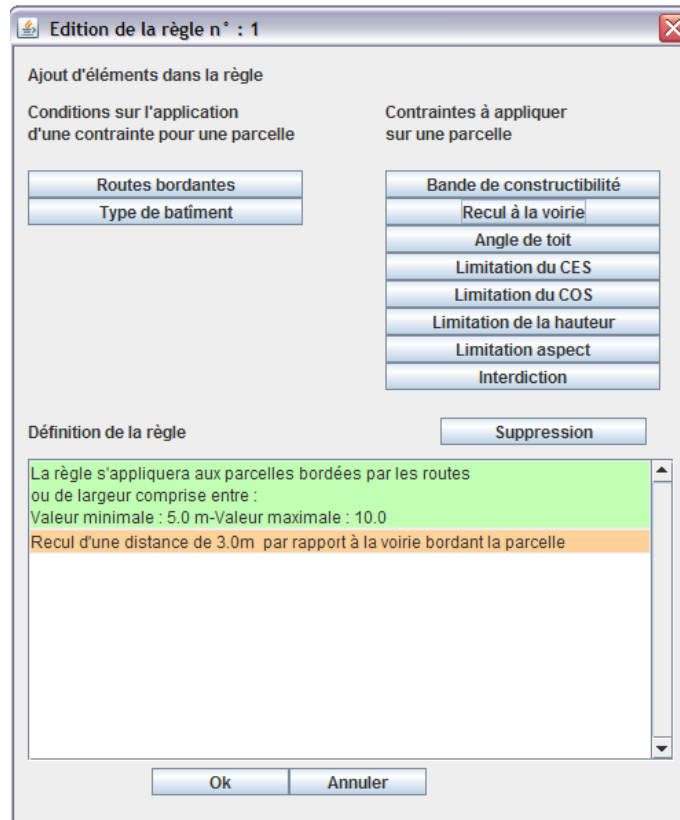 Edition de la règle n° : 1
Ajout d'éléments dans la règle
Conditions sur l'application
d'une contrainte pour une parcelle
Routes bordantes
Type de batîment
Contraintes à appliquer
sur une parcelle
Bande de constructibilité
Recul à la voirie
Angle de toit
Limitation du CES
Limitation du COS
Limitation de la hauteur
Limitation aspect
Interdiction
Définition de la règle
Suppression
La règle s'appliquera aux parcelles bordées par les routes
ou de largeur comprise entre :
Valeur minimale : 5.0 m-Valeur maximale : 10.0
Recul d'une distance de 3.0m par rapport à la voirie bordant la parcelle
Ok
Annuler